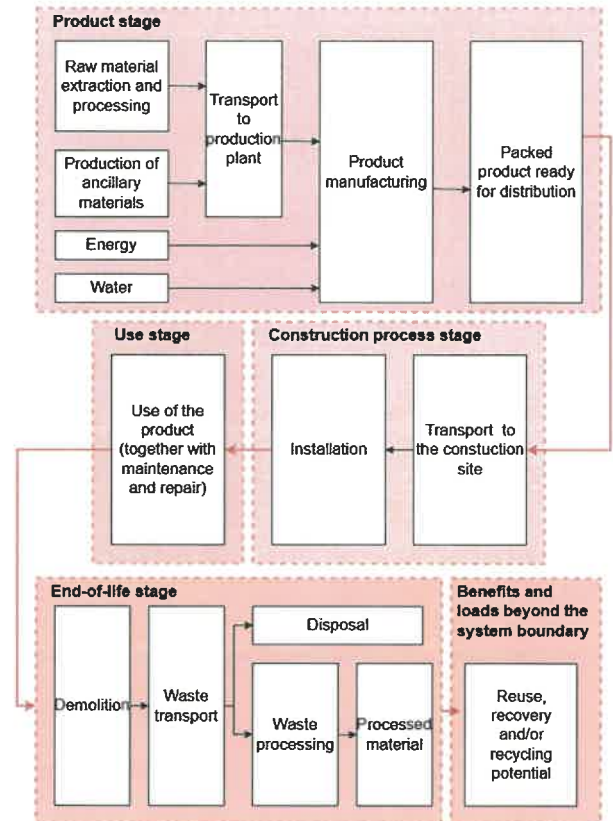 Product stage
Raw material
extraction and
processing
Transport
to
production
plant
Production of
ancillary
materials
Energy
Water
Product
manufacturing
Packed
product ready
for distribution
Use stage
Use of the
product
(together with
maintenance
and repair)
Construction process stage
Installation
Transport to
the constuction
site
End-of-life stage
Demolition
Waste
transport
Disposal
Waste
processing
Processed
material
Benefits and
loads beyond the
system boundary
Reuse,
recovery
and/or
recycling
potential